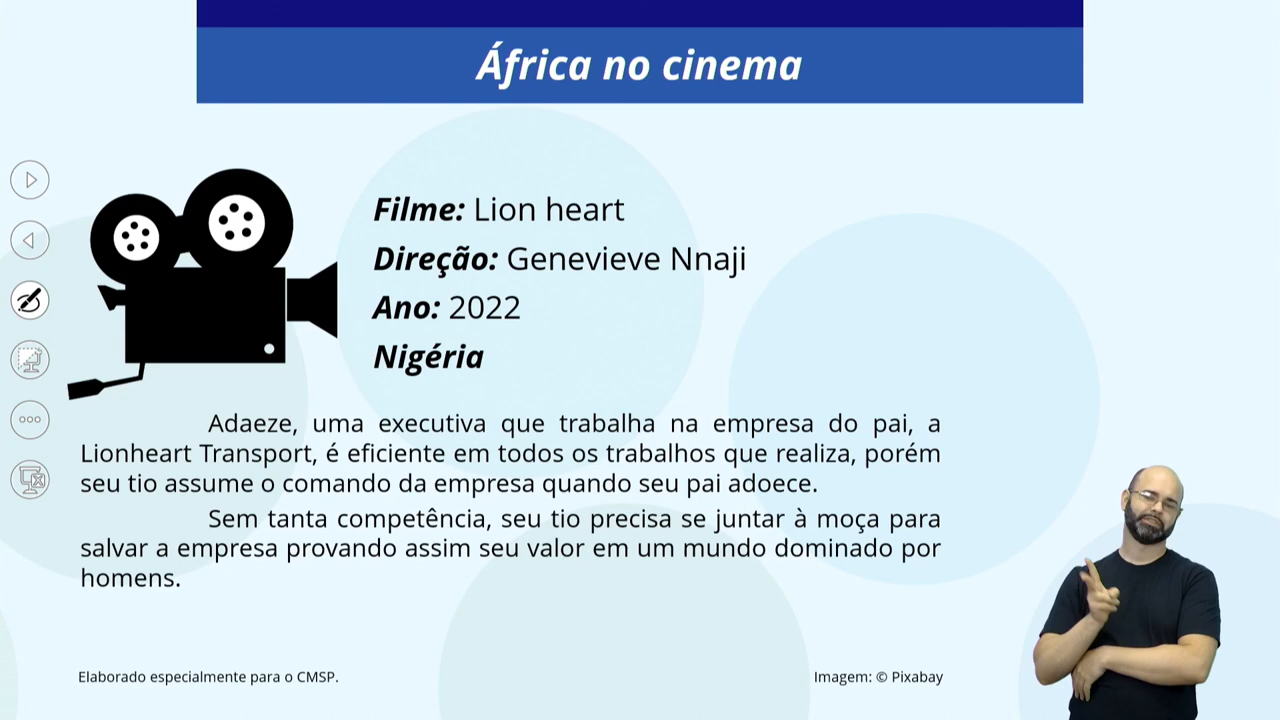 África no cinema
Filme: Lion heart
Direção: Genevieve Nnaji
Ano: 2022
Nigéria
Adaeze, uma executiva que trabalha na empresa do pai, a
Lionheart Transport, é eficiente em todos os trabalhos que realiza, porém
seu tio assume o comando da empresa quando seu pai adoece.
Sem tanta competência, seu tio precisa se juntar à moça para
salvar a empresa provando assim seu valor em um mundo dominado por
homens.
Elaborado especialmente para o CMSP.
Imagem: © Pixabay